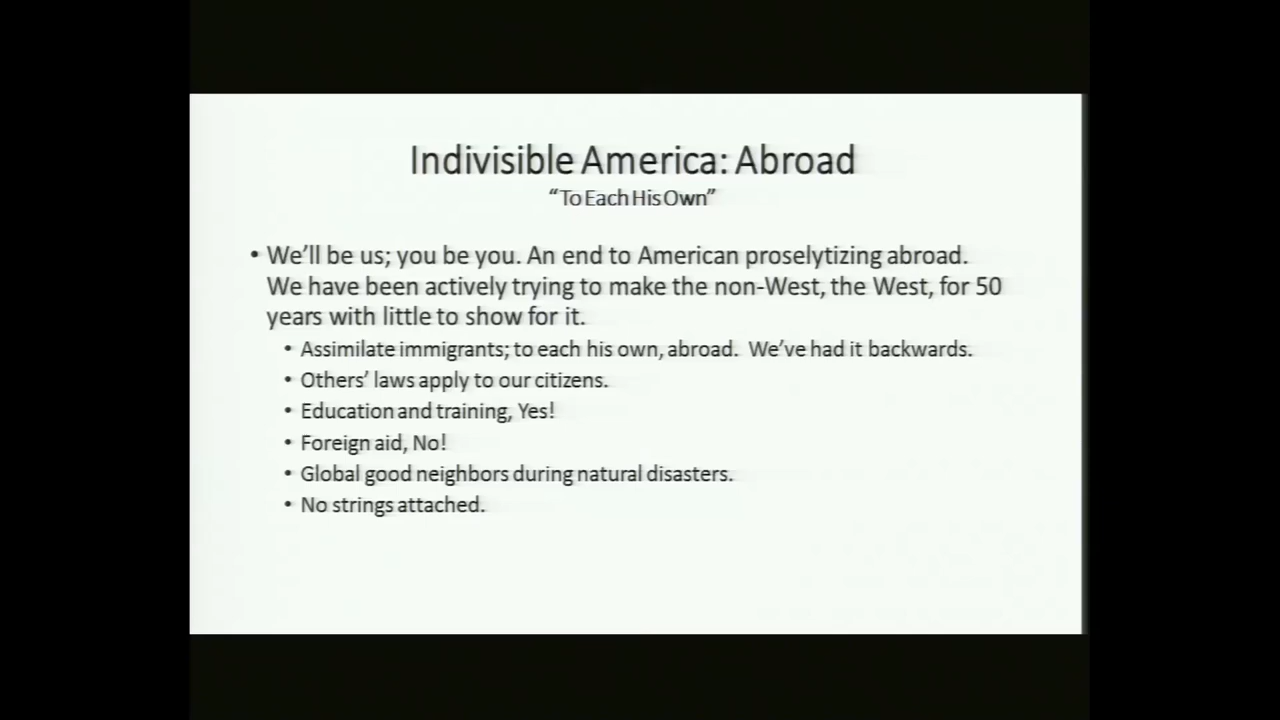 Indivisible America: Abroad
“To Each His Own”
• We’ll be us; you be you. An end to American proselytizing abroad.
We have been actively trying to make the non-West, the West, for 50
years with little to show for it.
• Assimilate immigrants; to each his own, abroad. We’ve had it backwards.
• Others’ laws apply to our citizens.
• Education and training, Yes!
• Foreign aid, No!
• Global good neighbors during natural disasters.
• No strings attached.